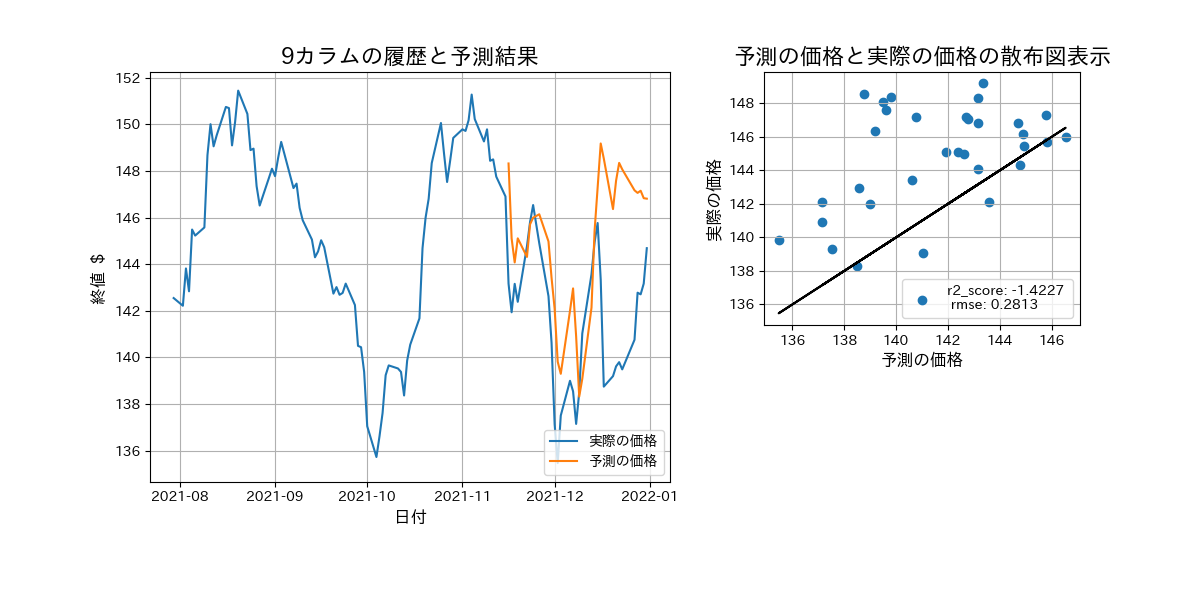 9カラムの履歴と予測結果
152
150
148
146
144
142
140
138
136
終値 $
2021-08 2021-09 2021-10 2021-11 2021-12 2022-01
日付
実際の価格
予測の価格
予測の価格と実際の価格の散布図表示
148
146
144
142
140
138
136
実際の価格
r2_score: -1.4227
rmse: 0.2813
136 138 140 142 144 146
予測の価格